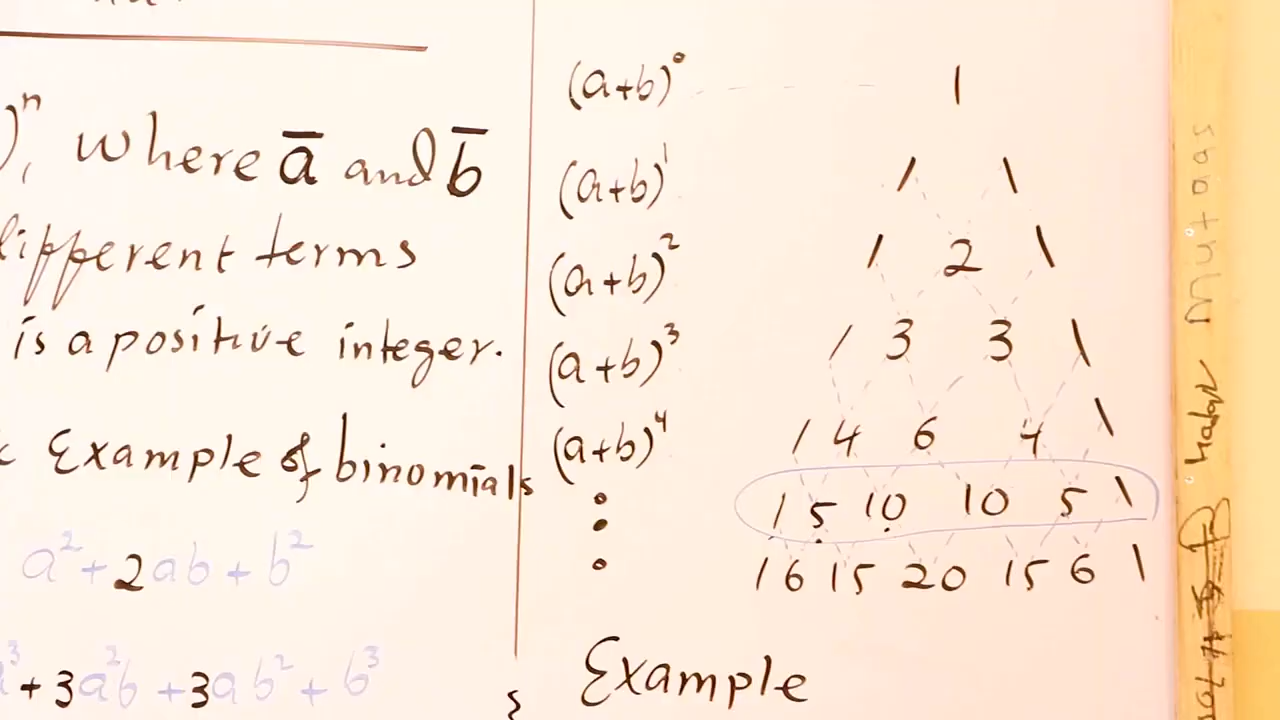 )ⁿ, where a̅ and b̅
different terms
is a positive integer.
Example of binomials
a² + 2ab + b²
³ + 3a²b + 3ab² + b³
(a+b)⁰ 1
(a+b)¹ 1 1
(a+b)² 1 2 1
(a+b)³ 1 3 3 1
(a+b)⁴ 1 4 6 4 1
1 5 10 10 5 1
1 6 15 20 15 6 1
Example